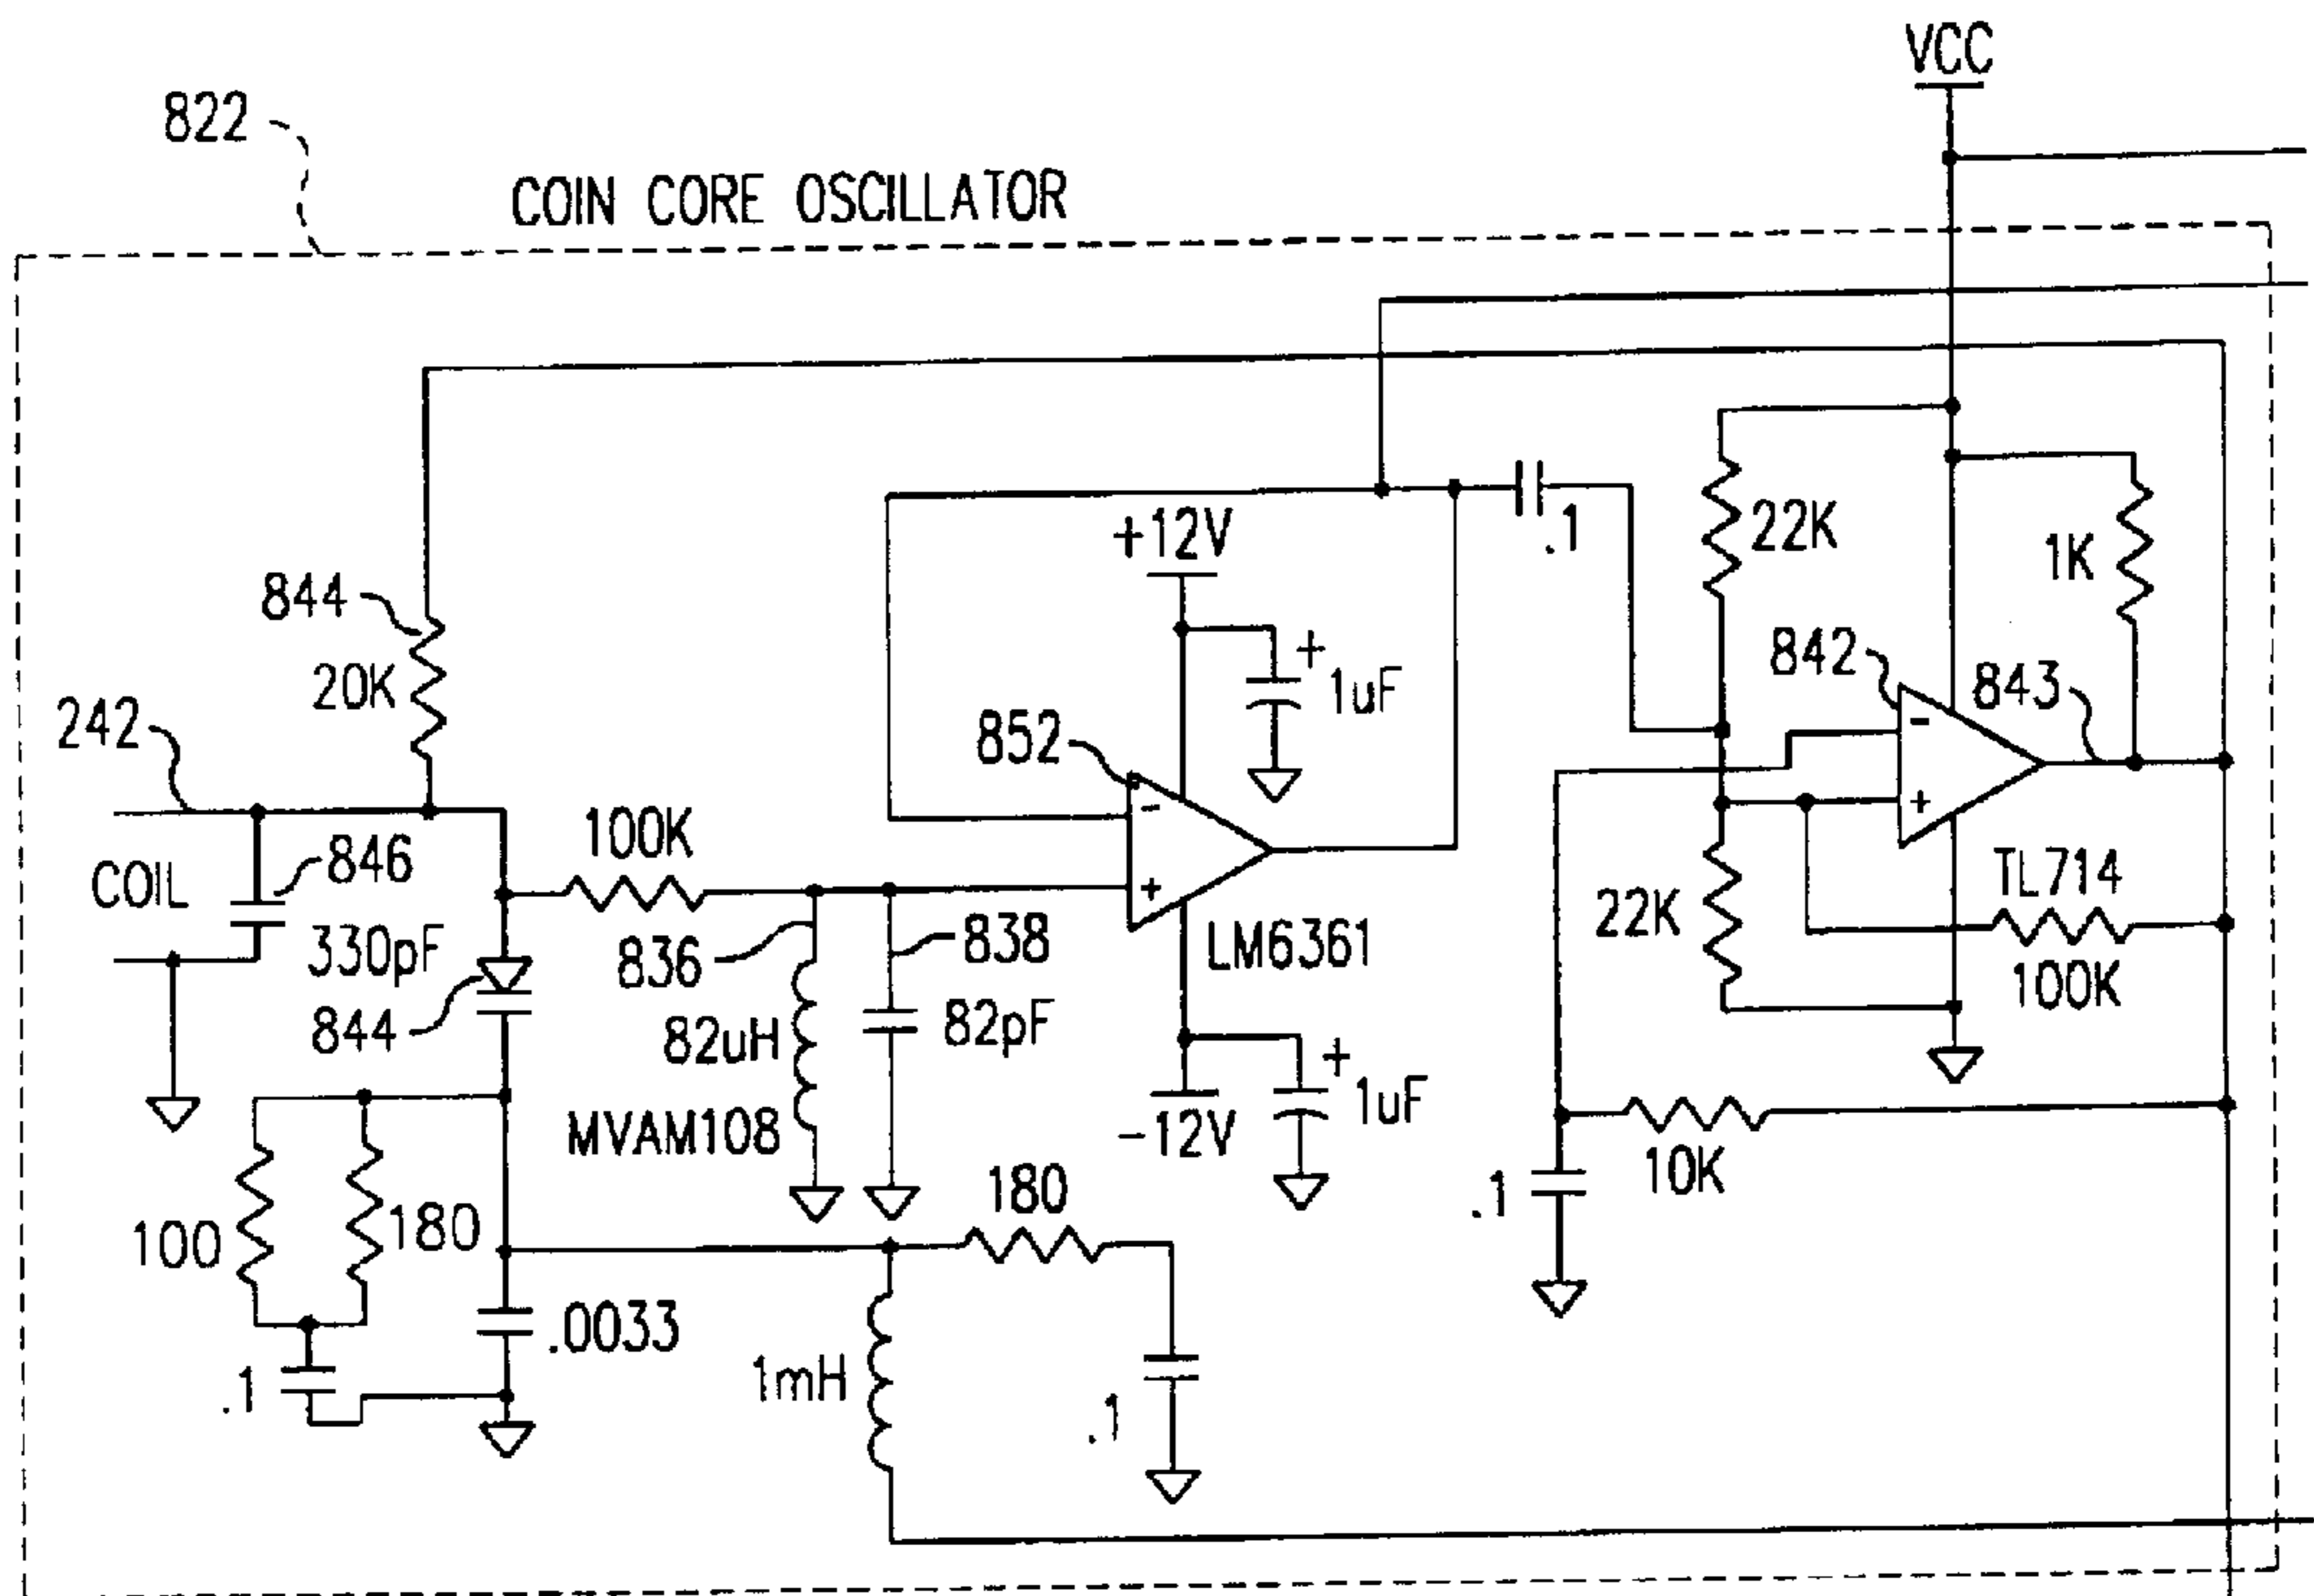 VCC
822
COIN CORE OSCILLATOR
+12V
.1
22K
1K
844
20K
+
1uF
842
843
242
852
-
+
-
+
100K
COIL
846
330pF
844
836
838
82uH
82pF
LM6361
TL714
22K
100K
MVAM108
-12V
+
1uF
10K
.1
100
180
180
.0033
.1
1mH
.1